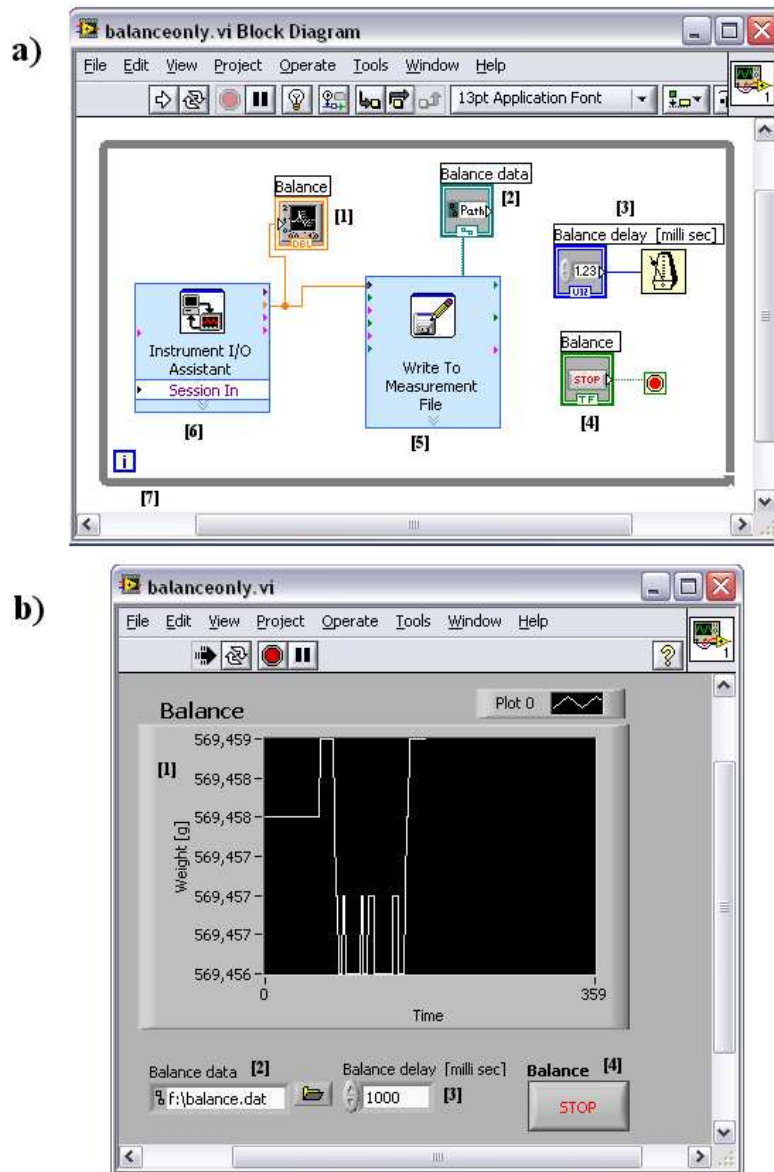 a)
balanceonly.vi Block Diagram
File Edit View Project Operate Tools Window Help
13pt Application Font
1
Balance
[1]
DBL
Balance data
Path
[2]
[3]
Balance delay [milli sec]
1.23
U32
Instrument I/O
Assistant
Session In
[6]
Write To
Measurement
File
[5]
Balance
STOP
TF
[4]
i
[7]
b)
balanceonly.vi
File Edit View Project Operate Tools Window Help
?
1
Balance
Plot 0
[1]
Weight [g]
569,459
569,458
569,458
569,457
569,457
569,457
569,456
0
359
Time
Balance data [2]
f:\balance.dat
Balance delay [milli sec]
1000
[3]
Balance [4]
STOP